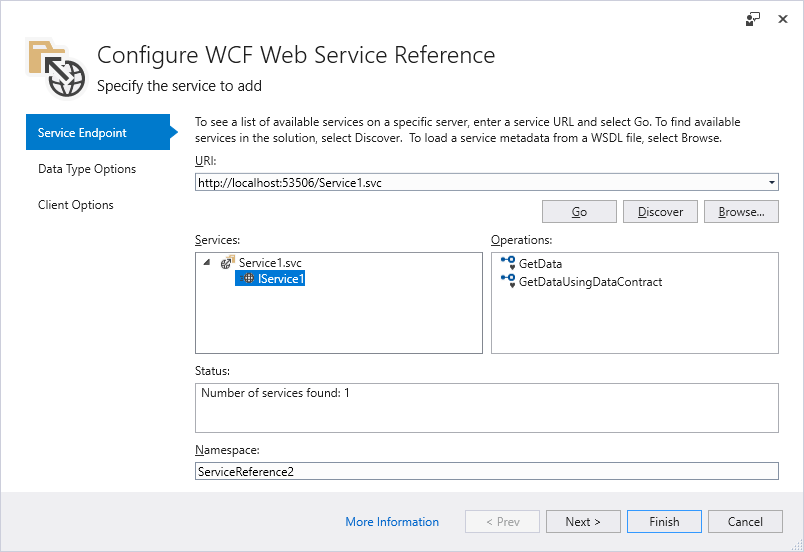 Configure WCF Web Service Reference
Specify the service to add
Service Endpoint
Data Type Options
Client Options
To see a list of available services on a specific server, enter a service URL and select Go. To find available
services in the solution, select Discover.  To load a service metadata from a WSDL file, select Browse.
URI:
http://localhost:53506/Service1.svc
Go
Discover
Browse...
Services:
Service1.svc
IService1
Operations:
GetData
GetDataUsingDataContract
Status:
Number of services found: 1
Namespace:
ServiceReference2
More Information
< Prev
Next >
Finish
Cancel